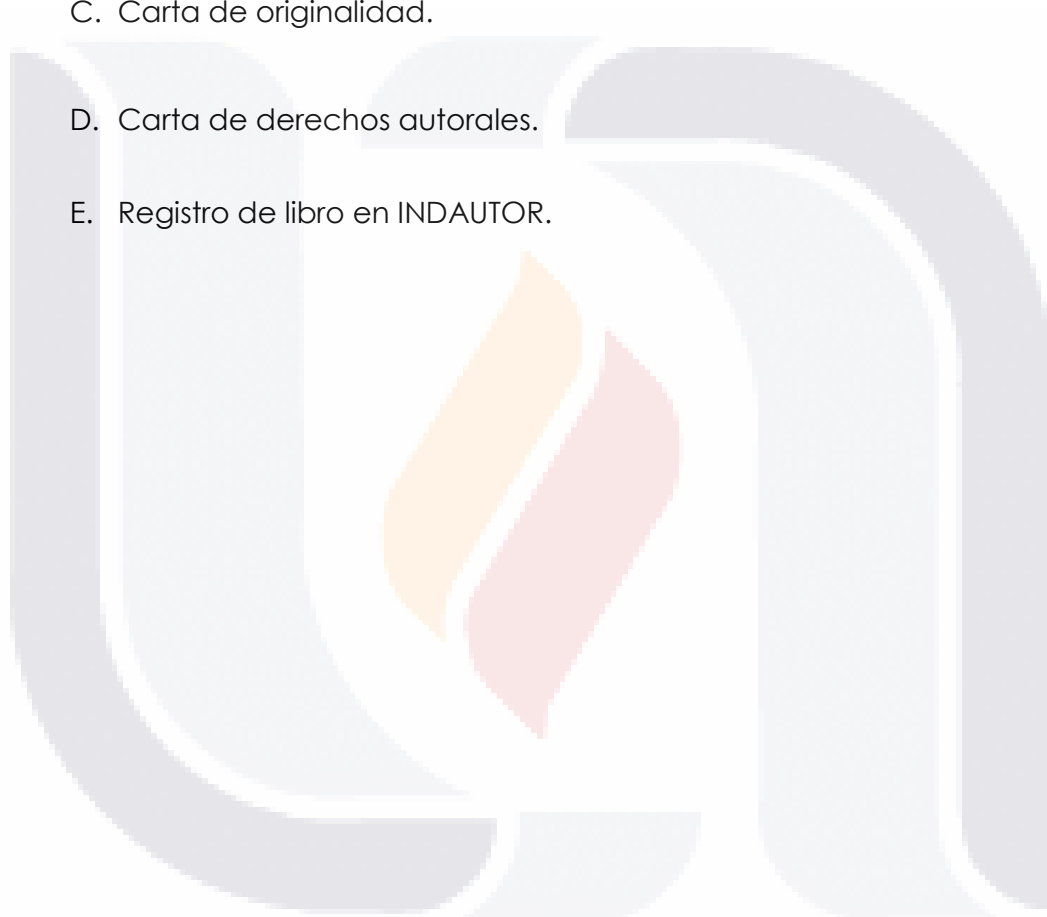 C. Carta de originalidad.
D. Carta de derechos autorales.
E. Registro de libro en INDAUTOR.